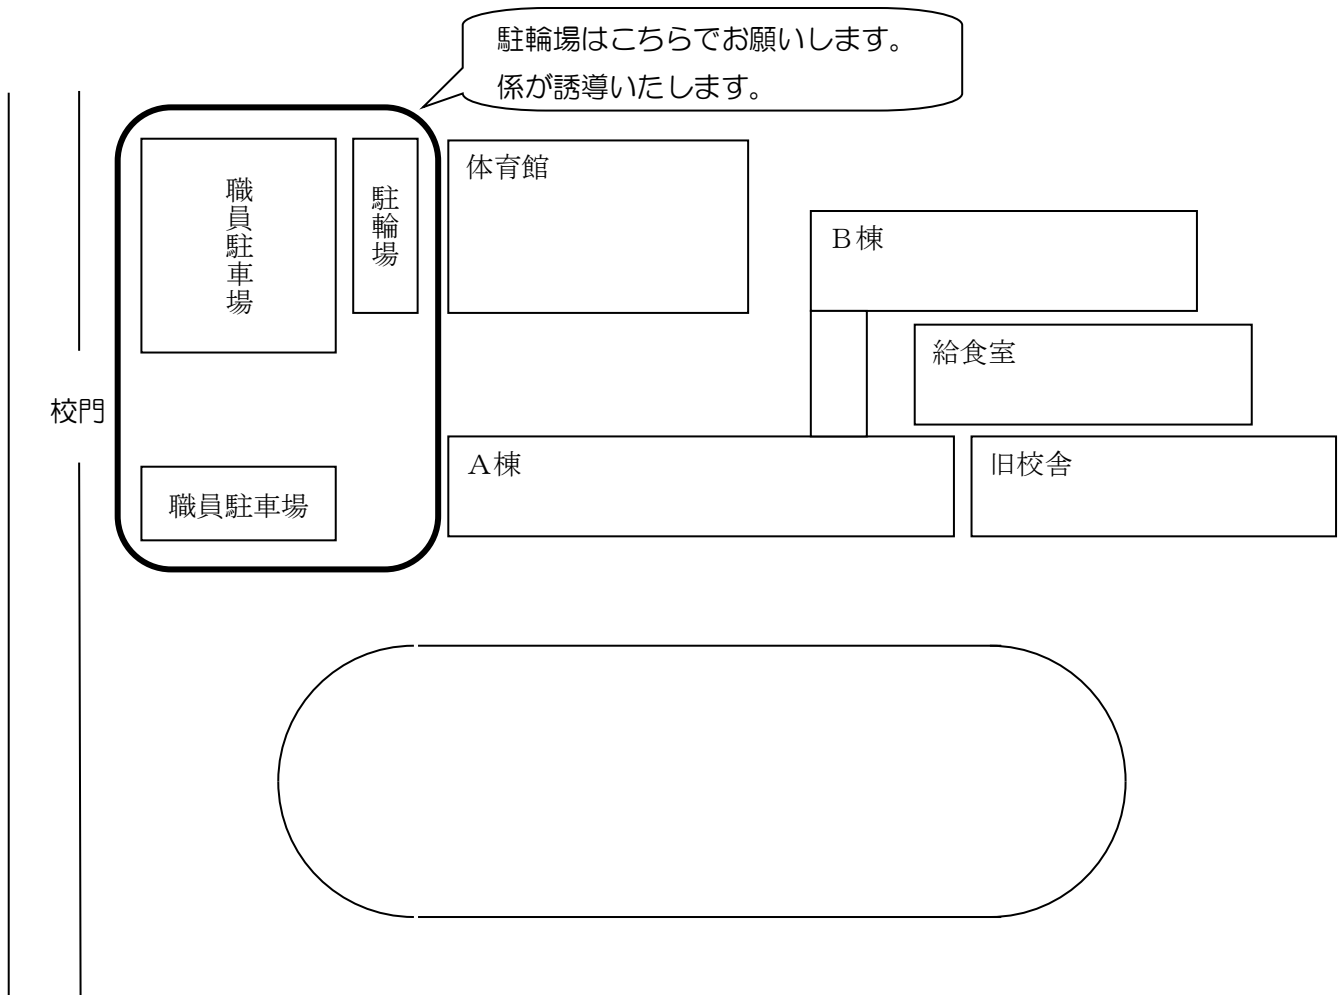 駐輪場はこちらでお願いします。
係が誘導いたします。
職員駐車場
駐輪場
体育館
Ｂ棟
給食室
校門
Ａ棟
旧校舎
職員駐車場